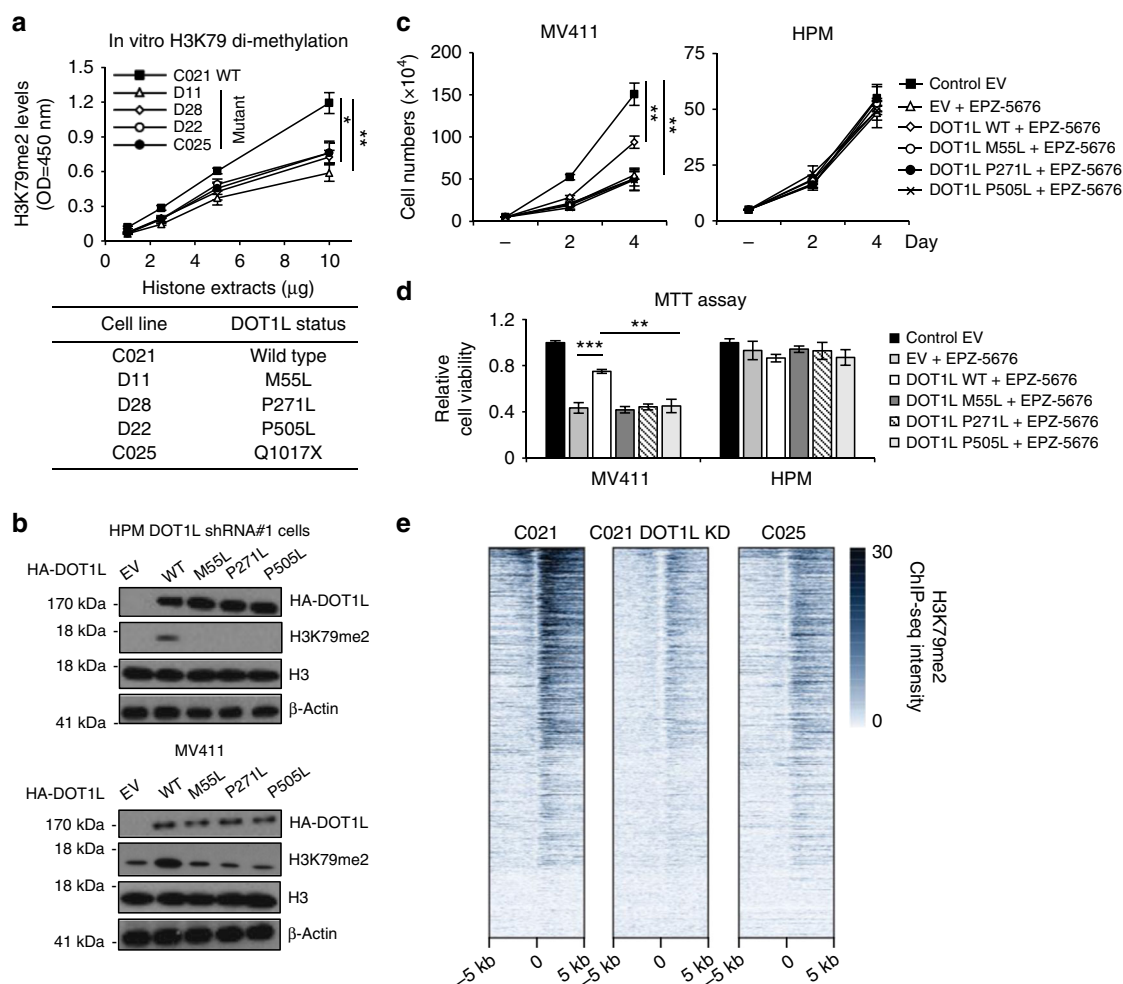 a
In vitro H3K79 di-methylation
H3K79me2 levels
(OD=450 nm)
1.5
1.2
0.9
0.6
0.3
0
C021 WT
D11
D28
D22
C025
Mutant
*
**
0 2 4 6 8 10
Histone extracts (μg)
Cell line DOT1L status
C021 Wild type
D11 M55L
D28 P271L
D22 P505L
C025 Q1017X
b
HPM DOT1L shRNA#1 cells
HA-DOT1L EV WT M55L P271L P505L
170 kDa - HA-DOT1L
18 kDa - H3K79me2
18 kDa - H3
41 kDa - β-Actin
MV411
HA-DOT1L EV WT M55L P271L P505L
170 kDa - HA-DOT1L
18 kDa - H3K79me2
18 kDa - H3
41 kDa - β-Actin
c
MV411
Cell numbers (×10⁴)
200
150
100
50
0
**
**
– 2 4
HPM
75
50
25
0
– 2 4 Day
Control EV
EV + EPZ-5676
DOT1L WT + EPZ-5676
DOT1L M55L + EPZ-5676
DOT1L P271L + EPZ-5676
DOT1L P505L + EPZ-5676
d
MTT assay
Relative
cell viability
1.2
0.8
0.4
0
***
**
MV411 HPM
Control EV
EV + EPZ-5676
DOT1L WT + EPZ-5676
DOT1L M55L + EPZ-5676
DOT1L P271L + EPZ-5676
DOT1L P505L + EPZ-5676
e
C021 C021 DOT1L KD C025
–5 kb 0 5 kb –5 kb 0 5 kb –5 kb 0 5 kb
30
0
H3K79me2
ChIP-seq intensity